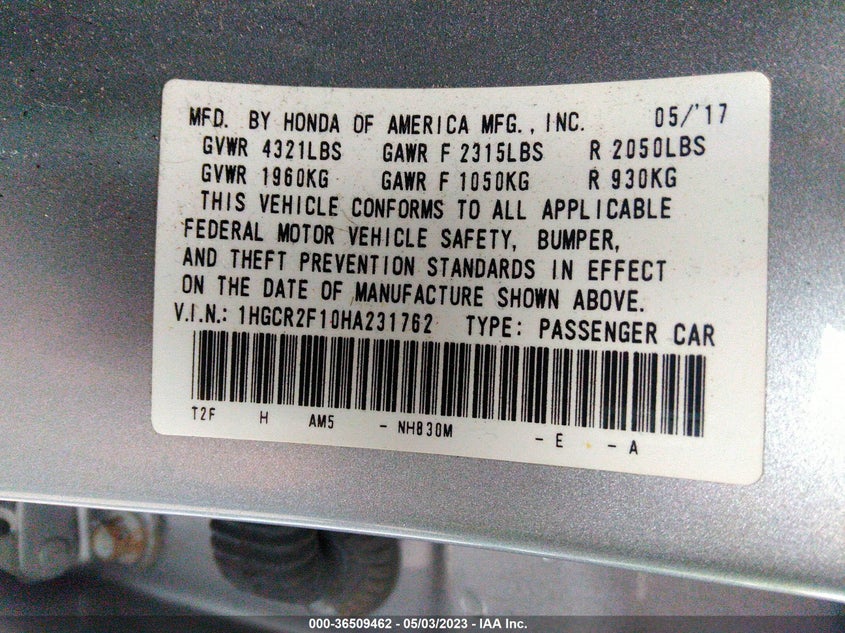 MFD. BY HONDA OF AMERICA MFG., INC. 05/'17
GVWR 4321LBS GAWR F 2315LBS R 2050LBS
GVWR 1960KG GAWR F 1050KG R 930KG
THIS VEHICLE CONFORMS TO ALL APPLICABLE
FEDERAL MOTOR VEHICLE SAFETY, BUMPER,
AND THEFT PREVENTION STANDARDS IN EFFECT
ON THE DATE OF MANUFACTURE SHOWN ABOVE.
V.I.N.: 1HGCR2F10HA231762 TYPE: PASSENGER CAR
T2F H AM5 - NH830M - E - A
000-36509462 - 05/03/2023 - IAA Inc.